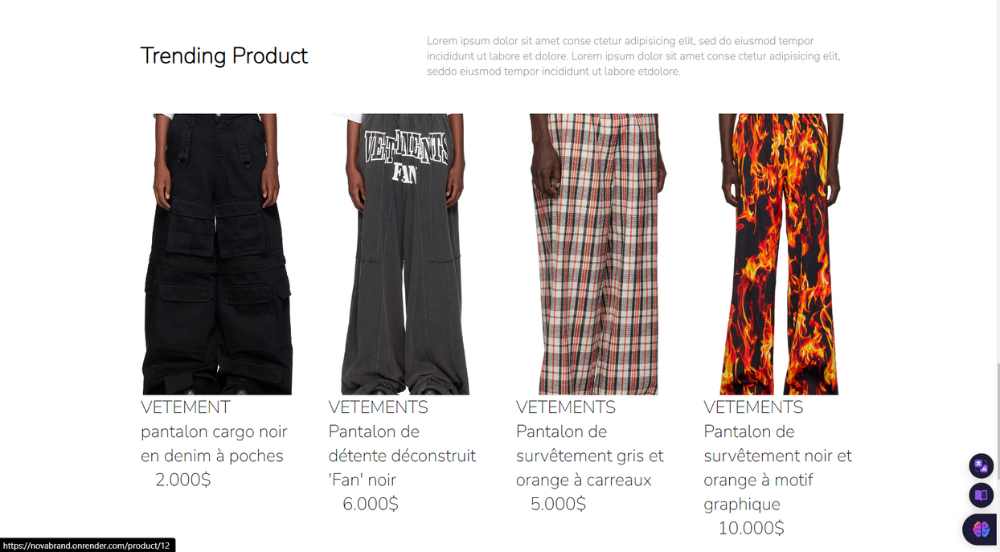 Trending Product
Lorem ipsum dolor sit amet conse ctetur adipisicing elit, sed do eiusmod tempor
incididunt ut labore et dolore. Lorem ipsum dolor sit amet conse ctetur adipisicing elit,
seddo eiusmod tempor incididunt ut labore etdolore.
VETEMENTS
FAN
VETEMENT
pantalon cargo noir
en denim à poches
2.000$
VETEMENTS
Pantalon de
détente déconstruit
'Fan' noir
6.000$
VETEMENTS
Pantalon de
survêtement gris et
orange à carreaux
5.000$
VETEMENTS
Pantalon de
survêtement noir et
orange à motif
graphique
10.000$
https://novabrand.onrender.com/product/12